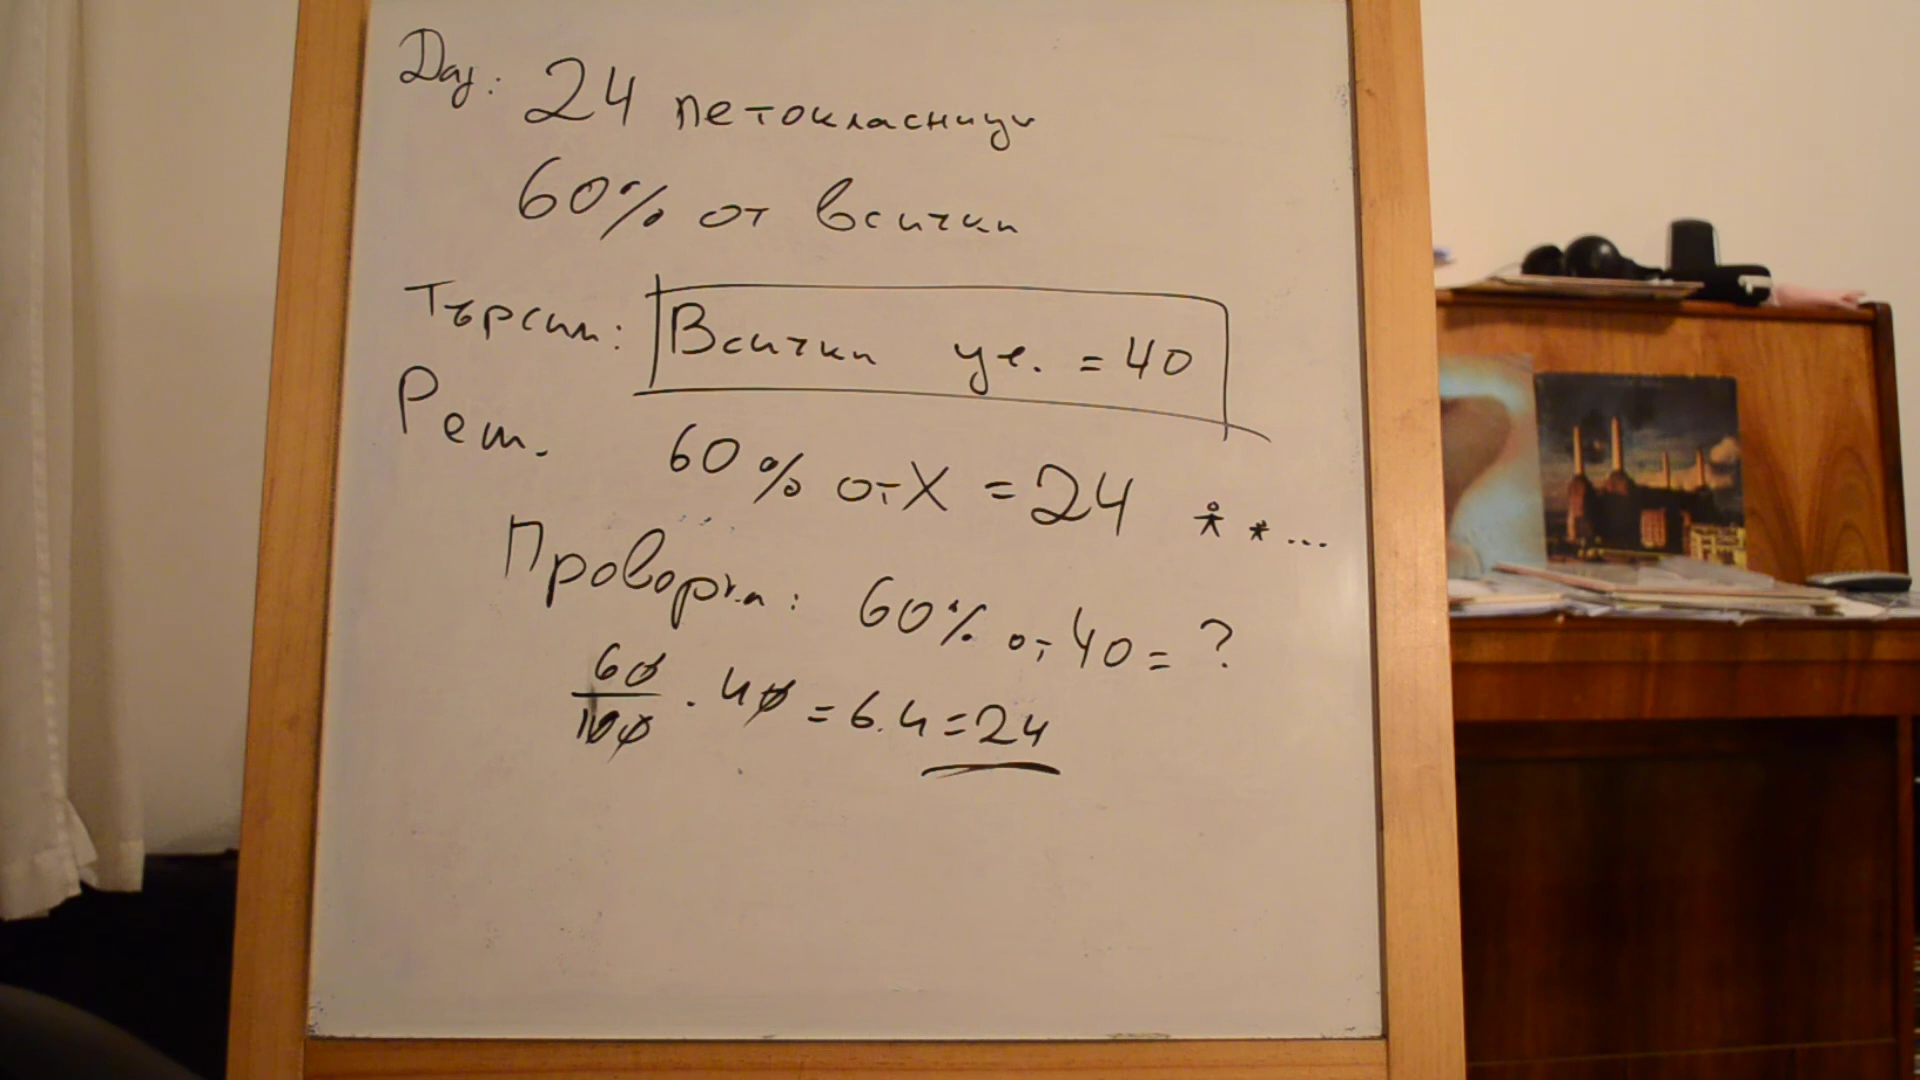 Дад: 24 петокласници
60% от всички
Търсим: Всички уч. = 40
Реш.
60% от X = 24 ...
Проворка: 60% от 40 = ?
60/100 . 40 = 6.4 = 24